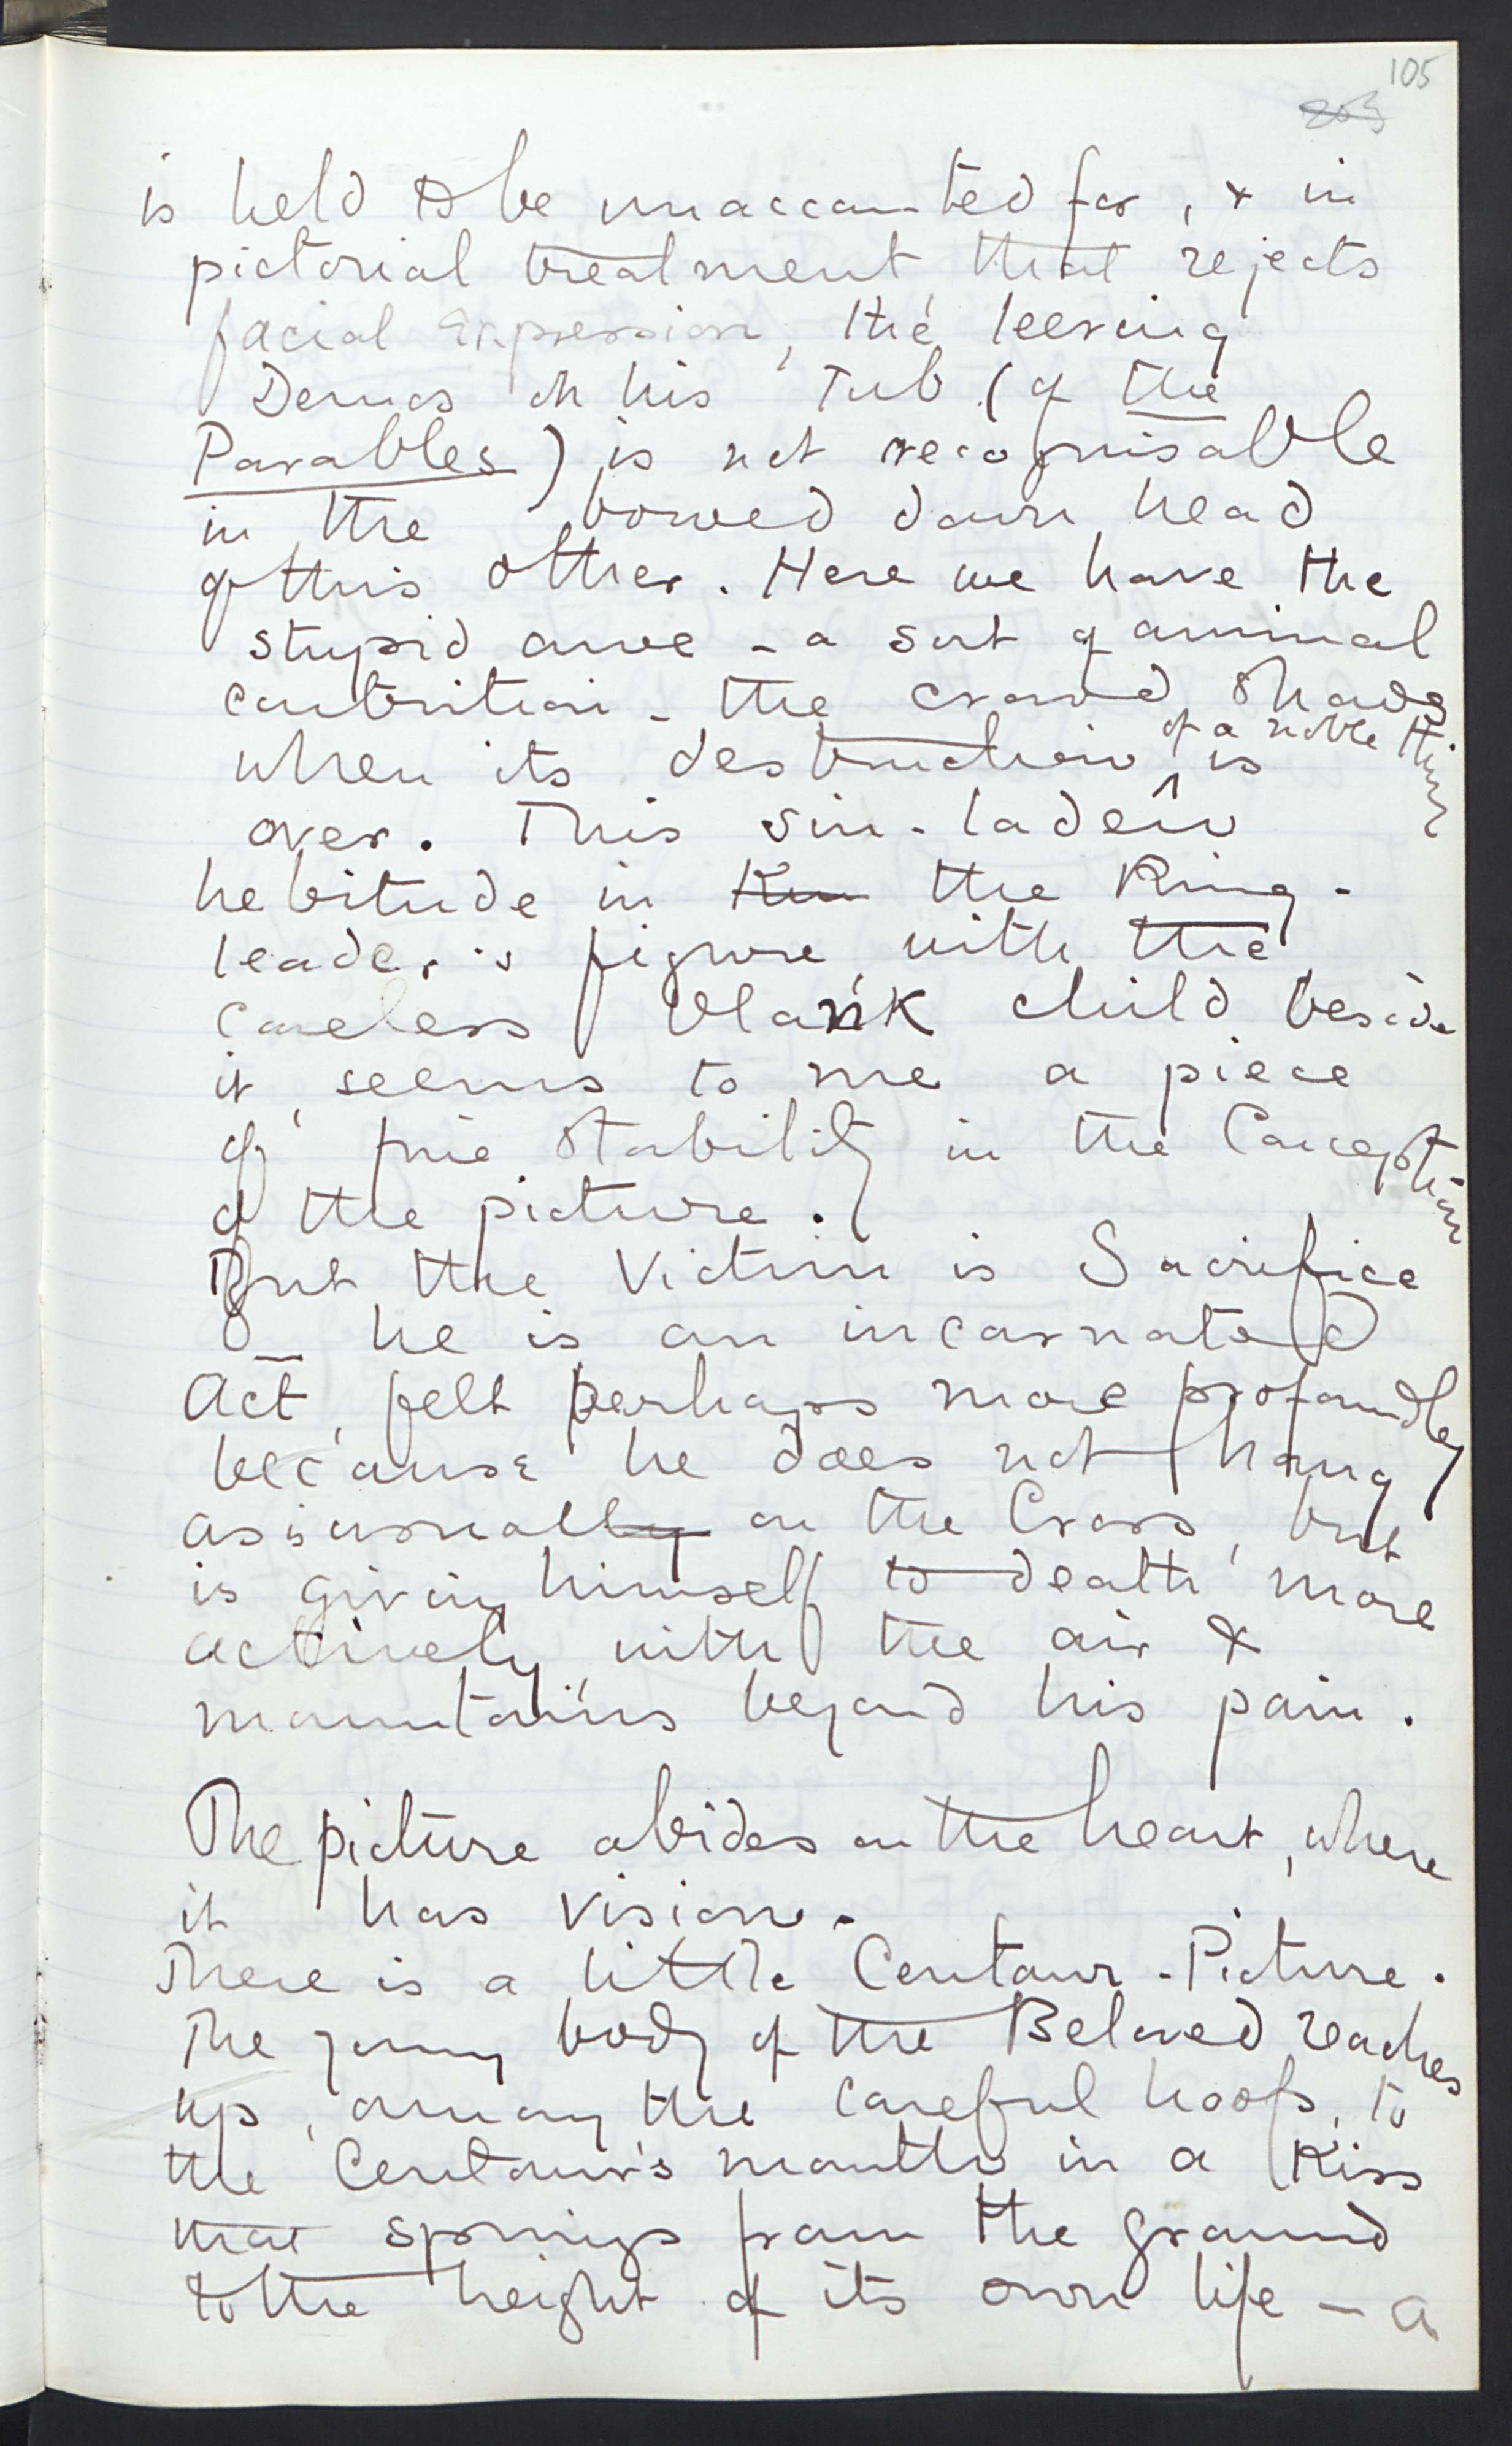 105
is held to be unaccounted for, & in
pictorial treatment that rejects
facial expression, the leering
Demos on his Tub (of the
Parables) is not recognisable
in the bowed down head
of this other. Here we have the
stupid awe - a sort of animal
contrition - the crowd shows
when its destruction of a noble thing is
over. This sin-laden
hebitude in the Ring-
leader's figure, with the
careless blank child beside
it, seems to me a piece
of fine stability in the Conception
of the picture.
But the Victim is Sacrifice
he is an incarnated
Act, felt perhaps more profoundly
because he does not hang
as is usually on the Cross, but
is giving himself to death more
actively, with the air &
mountains beyond his pain.
The picture abides on the heart, where
it has vision.
There is a little Centaur-Picture.
The young body of the Beloved reaches
up, among the careful hoofs, to
the Centaur's mouth in a Kiss
that springs from the ground
to the height of its own life - a